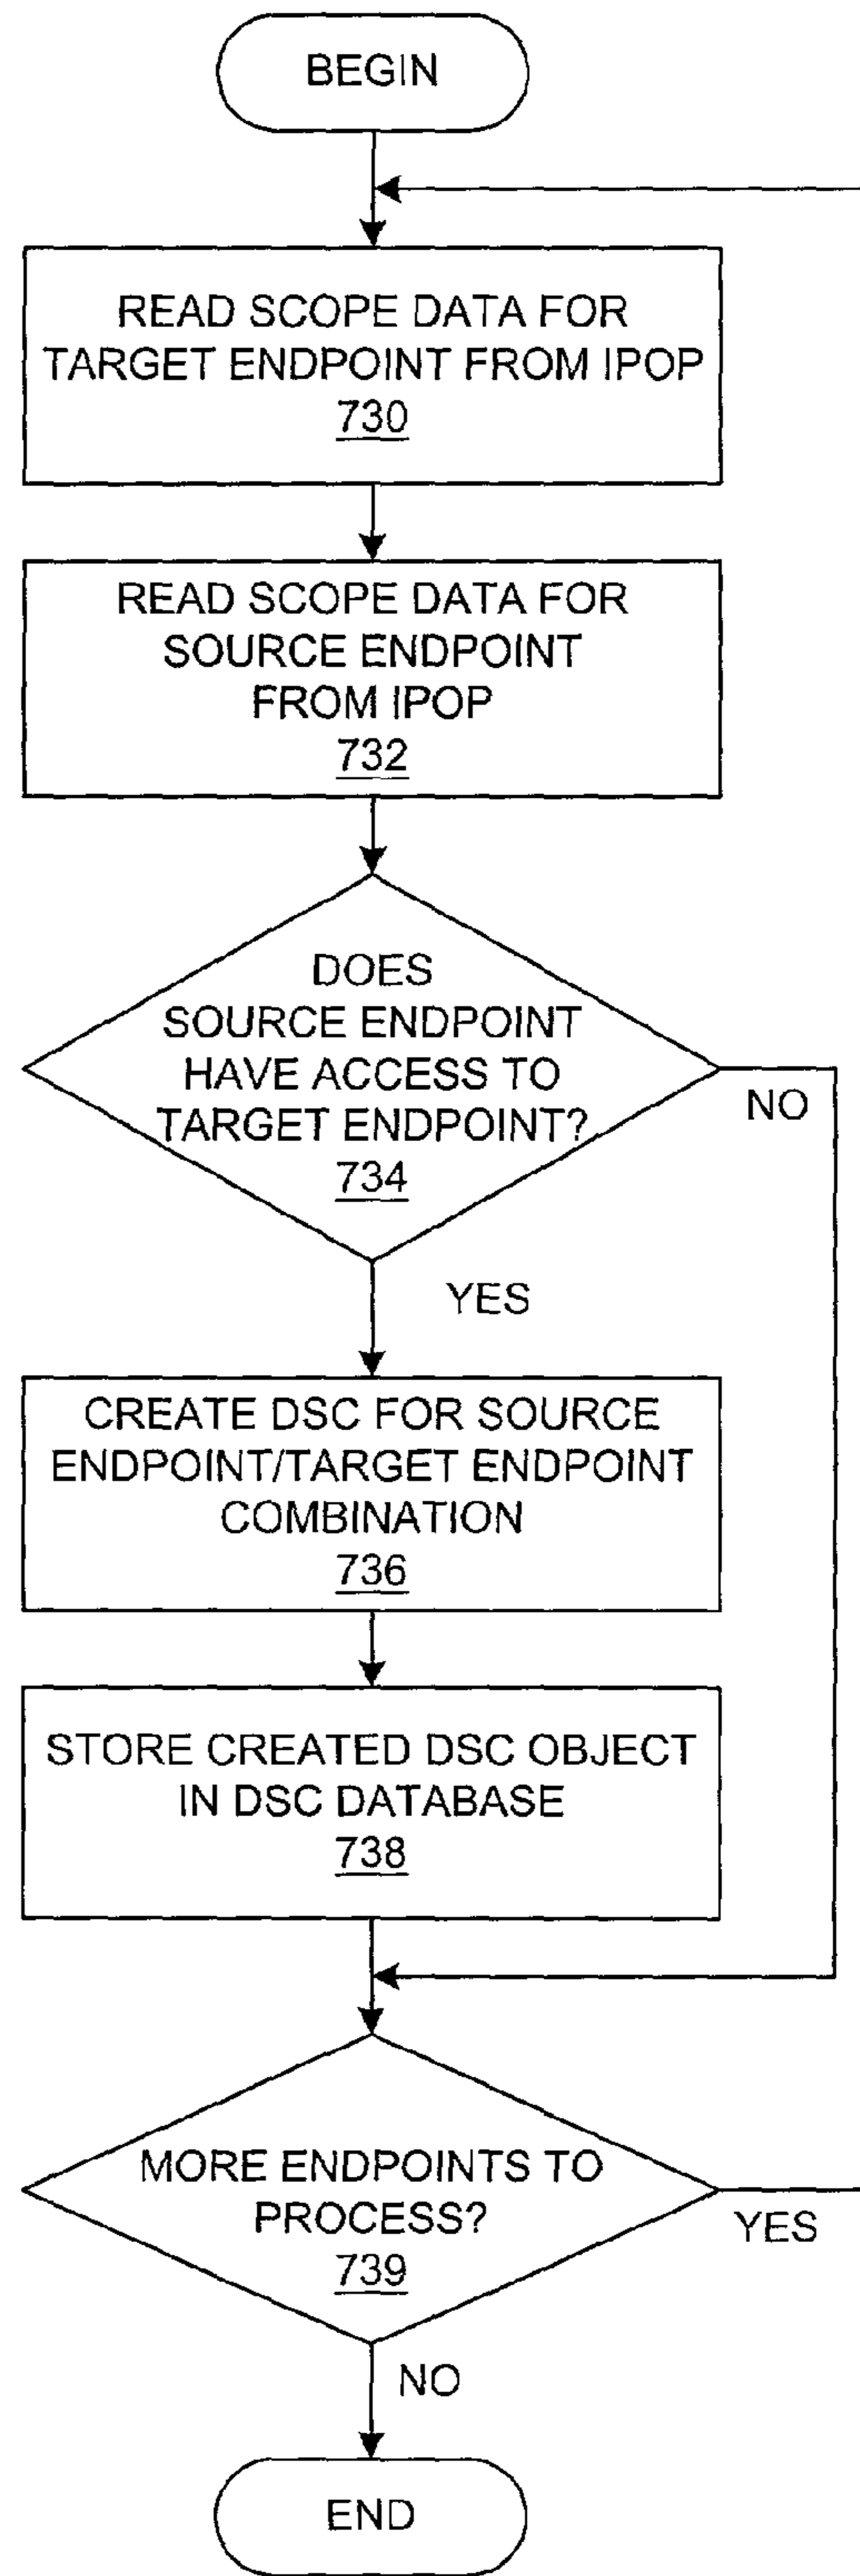 BEGIN
READ SCOPE DATA FOR
TARGET ENDPOINT FROM IPOP
730
READ SCOPE DATA FOR
SOURCE ENDPOINT
FROM IPOP
732
DOES
SOURCE ENDPOINT
HAVE ACCESS TO
TARGET ENDPOINT?
734
NO
YES
CREATE DSC FOR SOURCE
ENDPOINT/TARGET ENDPOINT
COMBINATION
736
STORE CREATED DSC OBJECT
IN DSC DATABASE
738
MORE ENDPOINTS TO
PROCESS?
739
YES
NO
END